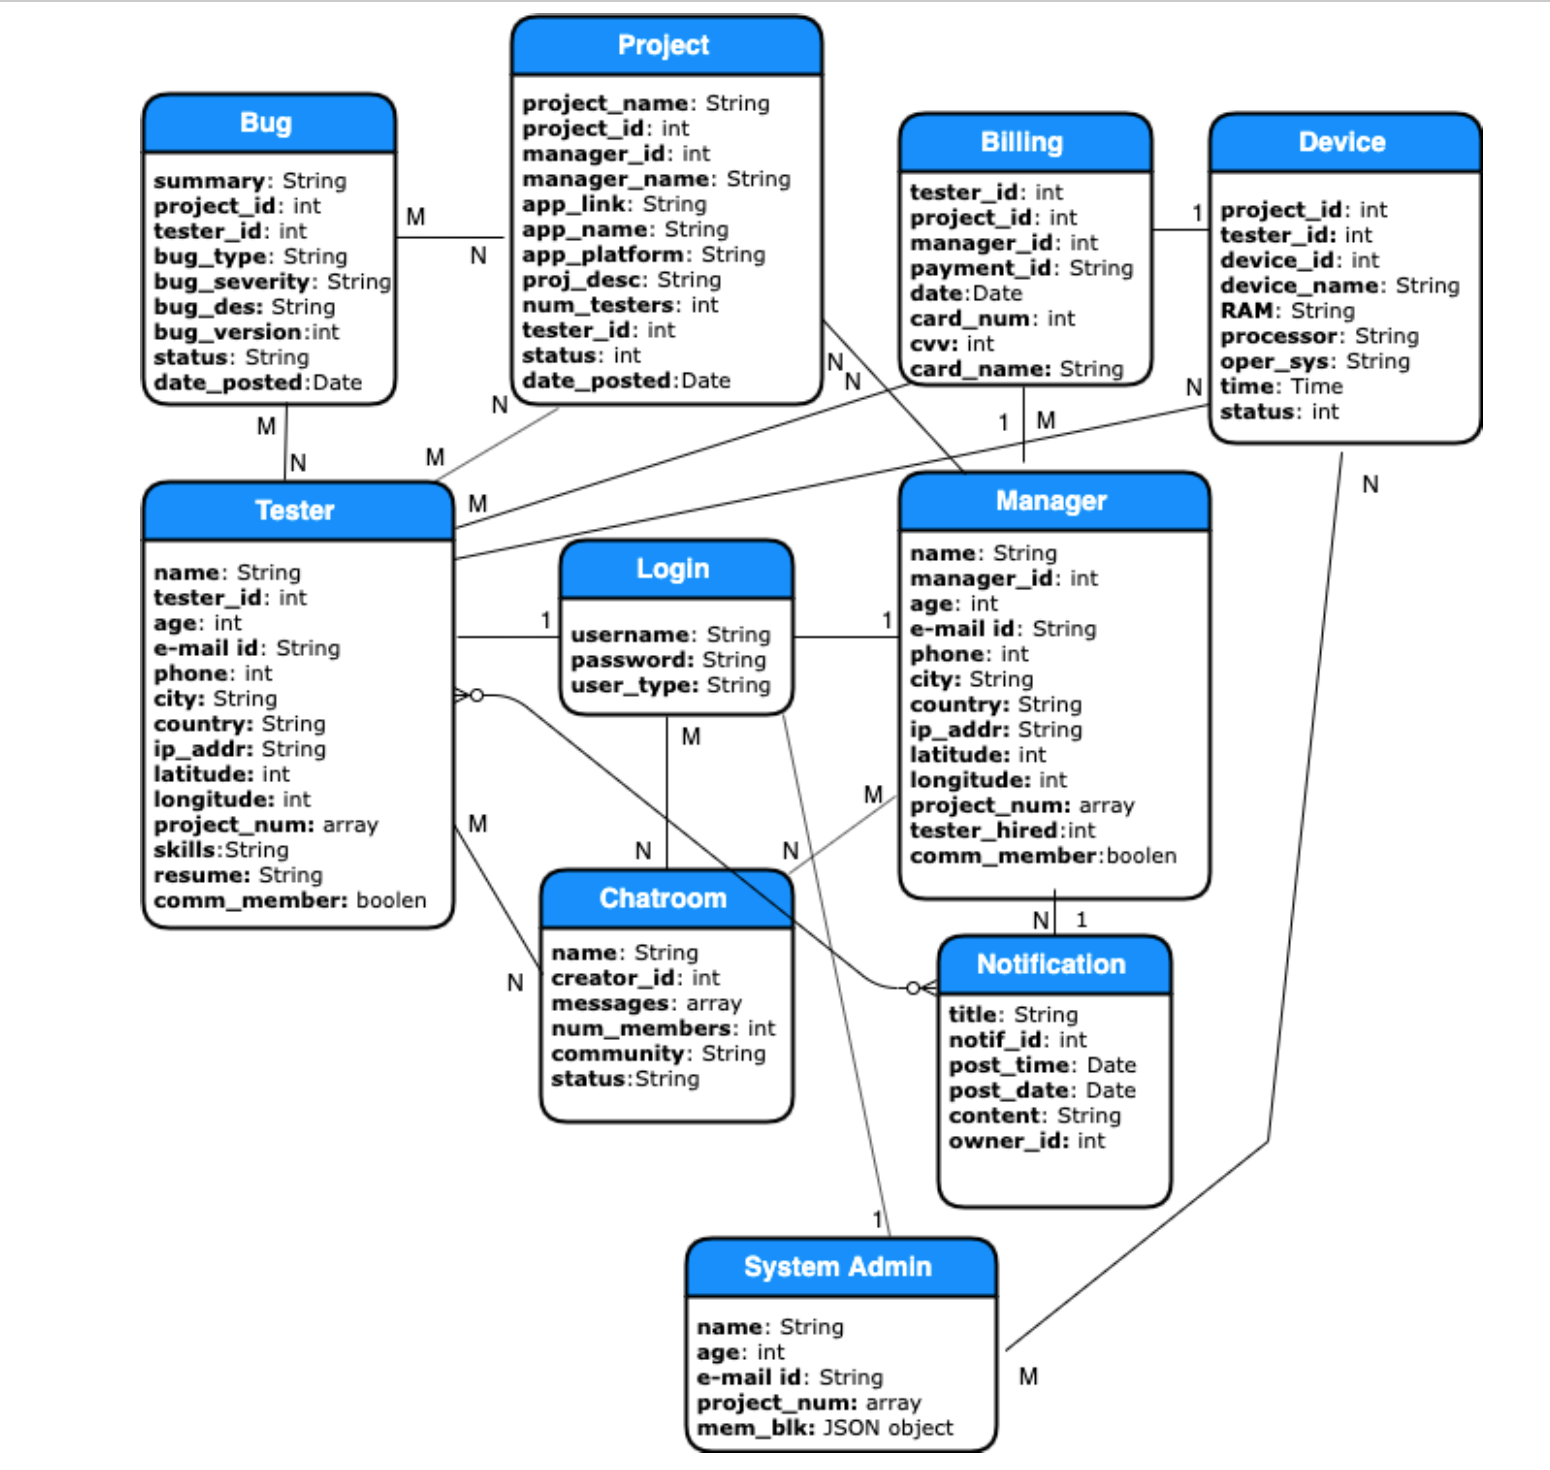 Project
project_name: String
project_id: int
manager_id: int
manager_name: String
app_link: String
app_name: String
app_platform: String
proj_desc: String
num_testers: int
tester_id: int
status: int
date_posted:Date
Bug
summary: String
project_id: int
tester_id: int
bug_type: String
bug_severity: String
bug_des: String
bug_version:int
status: String
date_posted:Date
M
N
Billing
tester_id: int
project_id: int
manager_id: int
payment_id: String
date:Date
card_num: int
cvv: int
card_name: String
1
Device
project_id: int
tester_id: int
device_id: int
device_name: String
RAM: String
processor: String
oper_sys: String
time: Time
status: int
N
N
N
N
M
N
M
M
1
M
N
Tester
name: String
tester_id: int
age: int
e-mail id: String
phone: int
city: String
country: String
ip_addr: String
latitude: int
longitude: int
project_num: array
skills:String
resume: String
comm_member: boolen
1
Login
username: String
password: String
user_type: String
1
Manager
name: String
manager_id: int
age: int
e-mail id: String
phone: int
city: String
country: String
ip_addr: String
latitude: int
longitude: int
project_num: array
tester_hired:int
comm_member:boolen
M
M
M
N
N
N
N 1
Chatroom
name: String
creator_id: int
messages: array
num_members: int
community: String
status:String
Notification
title: String
notif_id: int
post_time: Date
post_date: Date
content: String
owner_id: int
1
System Admin
name: String
age: int
e-mail id: String
project_num: array
mem_blk: JSON object
M